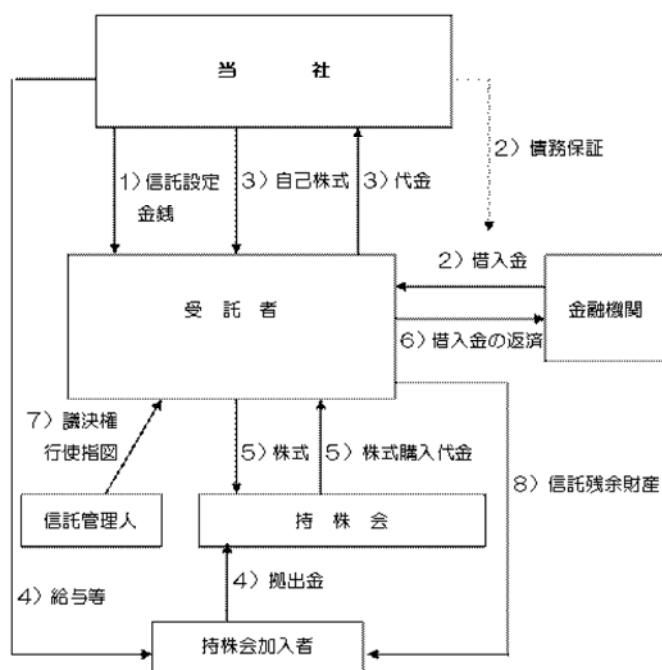 当社
2）債務保証
1）信託設定
金銭
3）自己株式
3）代金
2）借入金
受託者
金融機関
6）借入金の返済
7）議決権
行使指図
5）株式
5）株式購入代金
8）信託残余財産
信託管理人
持株会
4）給与等
4）拠出金
持株会加入者